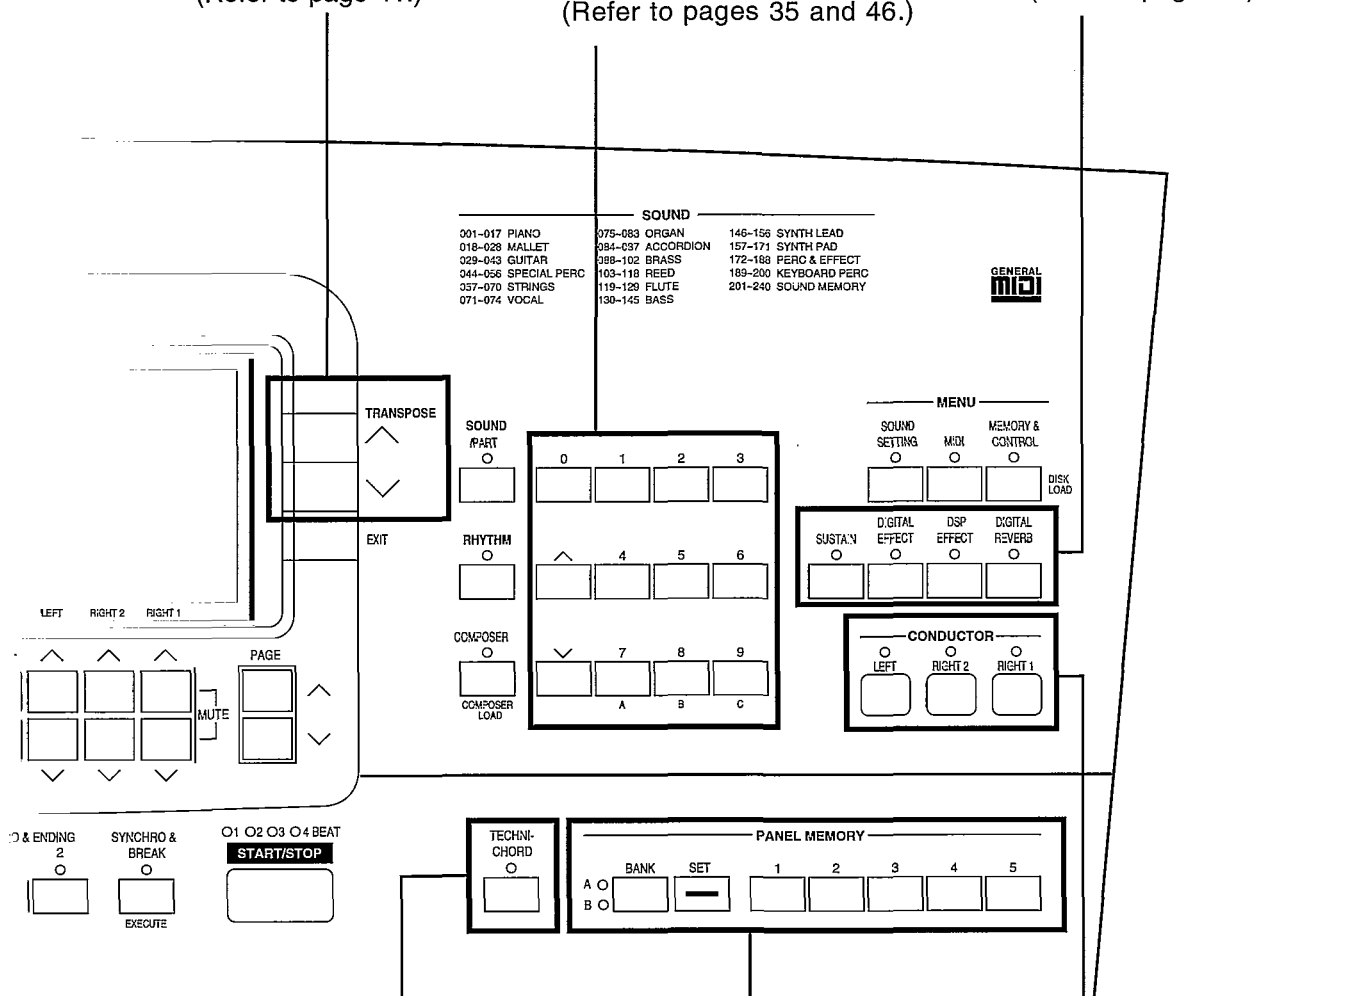 (Refer to pages 35 and 46.)
SOUND
001–017 PIANO
018–028 MALLET
029–043 GUITAR
044–056 SPECIAL PERC
057–070 STRINGS
071–074 VOCAL
075–083 ORGAN
084–087 ACCORDION
088–102 BRASS
103–118 REED
119–129 FLUTE
130–145 BASS
146–156 SYNTH LEAD
157–171 SYNTH PAD
172–188 PERC & EFFECT
189–200 KEYBOARD PERC
201–240 SOUND MEMORY
GENERAL
MIDI
TRANSPOSE
EXIT
SOUND
/PART
RHYTHM
COMPOSER
COMPOSER
LOAD
0 1 2 3
4 5 6
7 8 9
A B C
MENU
SOUND
SETTING
MIDI
MEMORY &
CONTROL
DISK
LOAD
SUSTAIN
DIGITAL
EFFECT
DSP
EFFECT
DIGITAL
REVERB
CONDUCTOR
LEFT RIGHT 2 RIGHT 1
LEFT RIGHT 2 RIGHT 1
PAGE
MUTE
& ENDING
2
SYNCHRO &
BREAK
EXECUTE
1 2 3 4 BEAT
START/STOP
TECHNI-
CHORD
PANEL MEMORY
BANK SET 1 2 3 4 5
A
B